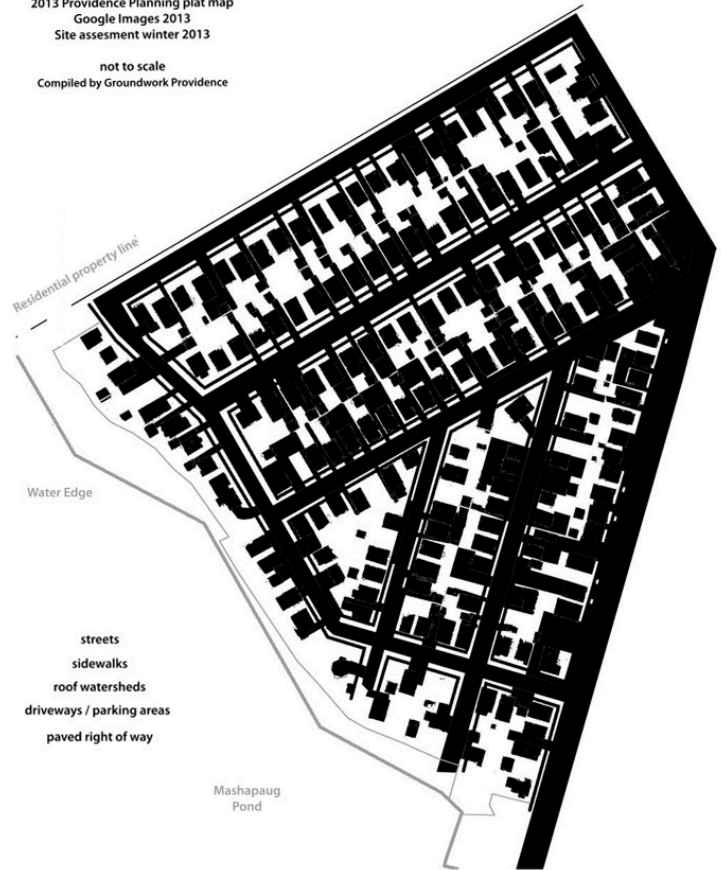 2013 Providence Planning plat map
Google Images 2013
Site assesment winter 2013
not to scale
Compiled by Groundwork Providence
Residential property line
Water Edge
streets
sidewalks
roof watersheds
driveways / parking areas
paved right of way
Mashapaug
Pond